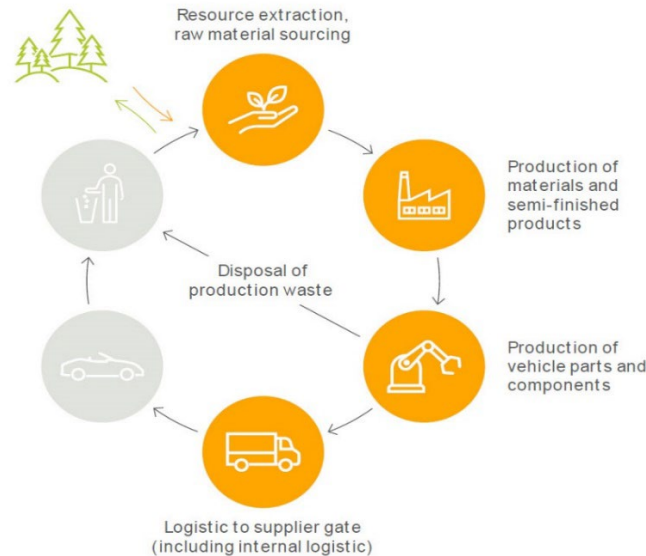 Resource extraction,
raw material sourcing
Production of
materials and
semi-finished
products
Disposal of
production waste
Production of
vehicle parts and
components
Logistic to supplier gate
(including internal logistic)